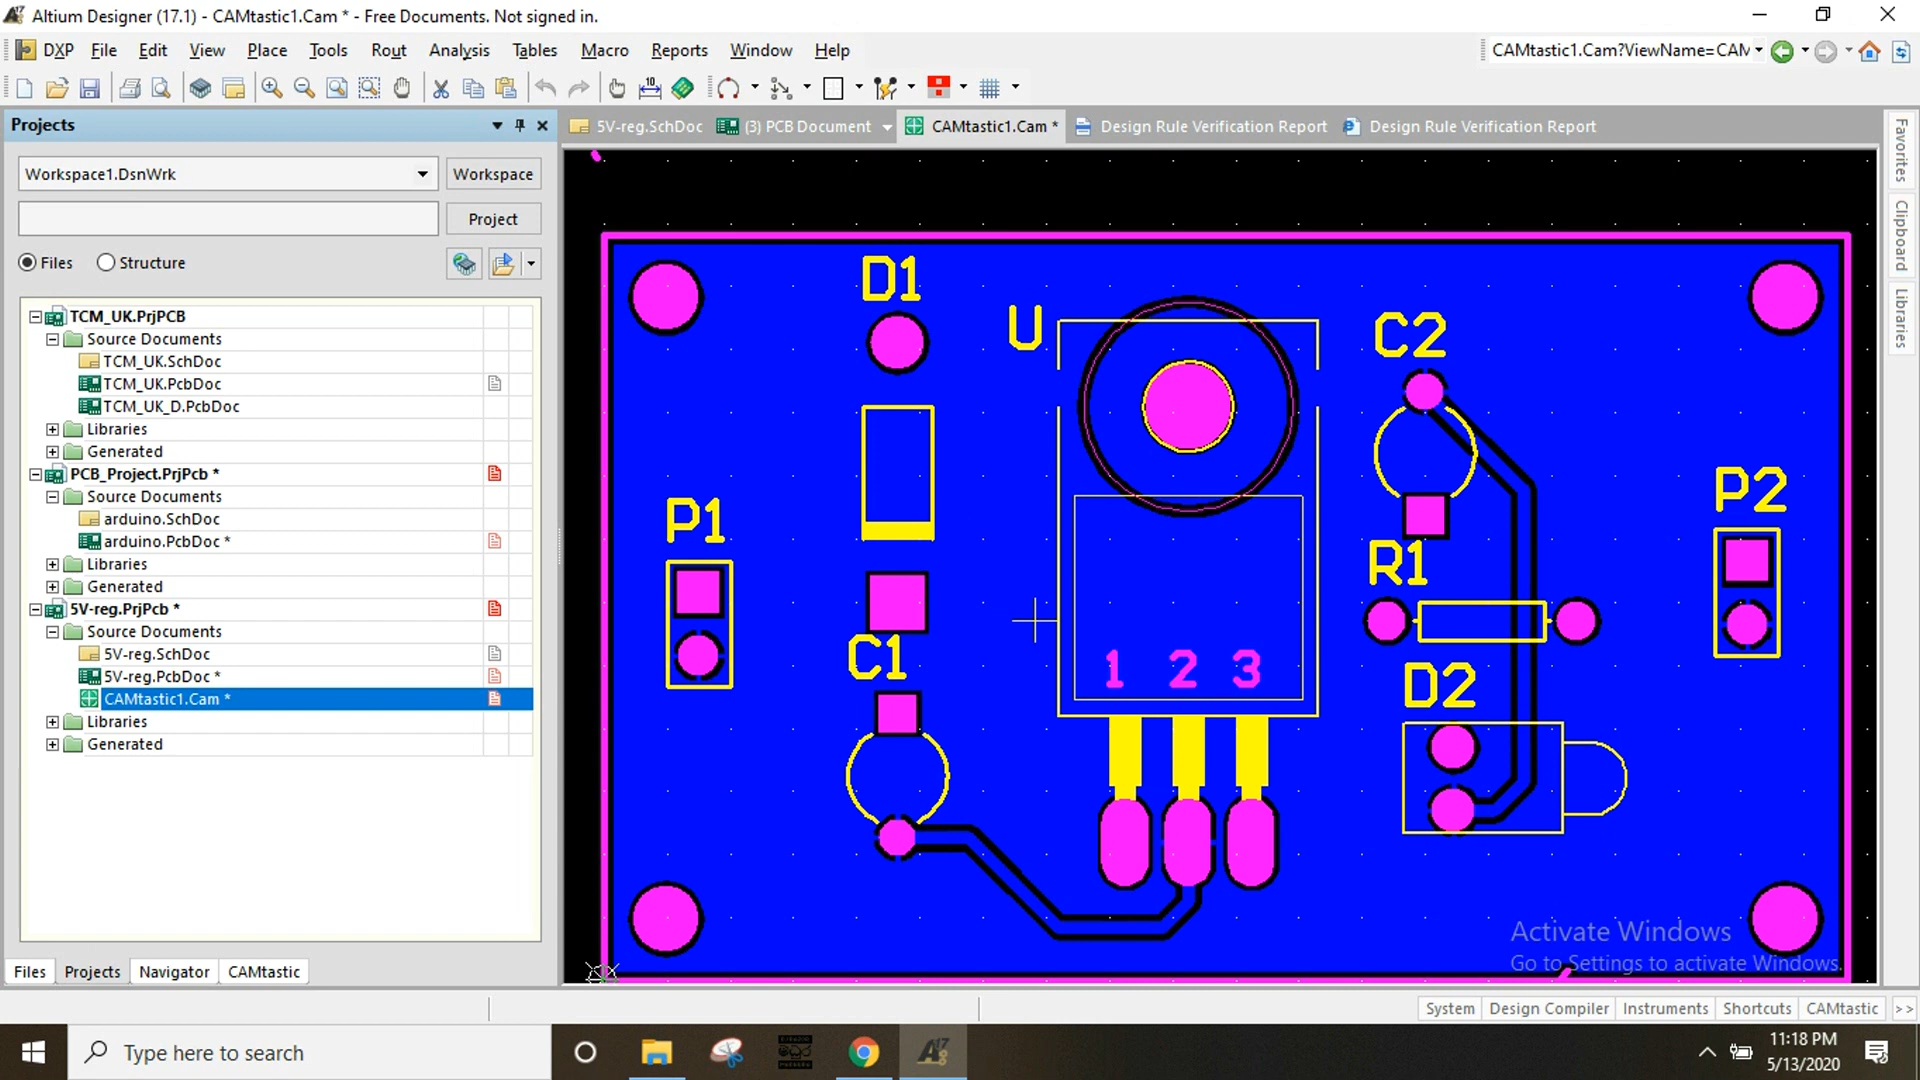 Altium Designer (17.1) - CAMtastic1.Cam * - Free Documents. Not signed in.
DXP File Edit View Place Tools Rout Analysis Tables Macro Reports Window Help
CAMtastic1.Cam?ViewName=CAM
10
Projects
5V-reg.SchDoc (3) PCB Document CAMtastic1.Cam * Design Rule Verification Report Design Rule Verification Report
Workspace1.DsnWrk
Workspace
Project
Files Structure
TCM_UK.PrjPCB
Source Documents
TCM_UK.SchDoc
TCM_UK.PcbDoc
TCM_UK_D.PcbDoc
Libraries
Generated
PCB_Project.PrjPcb *
Source Documents
arduino.SchDoc
arduino.PcbDoc *
Libraries
Generated
5V-reg.PrjPcb *
Source Documents
5V-reg.SchDoc
5V-reg.PcbDoc *
CAMtastic1.Cam *
Libraries
Generated
Files Projects Navigator CAMtastic
D1
U
C2
P1
P2
R1
C1
1 2 3
D2
Activate Windows
Go to Settings to activate Windows.
Favorites
Clipboard
Libraries
System Design Compiler Instruments Shortcuts CAMtastic >>
Type here to search
A17
11:18 PM
5/13/2020